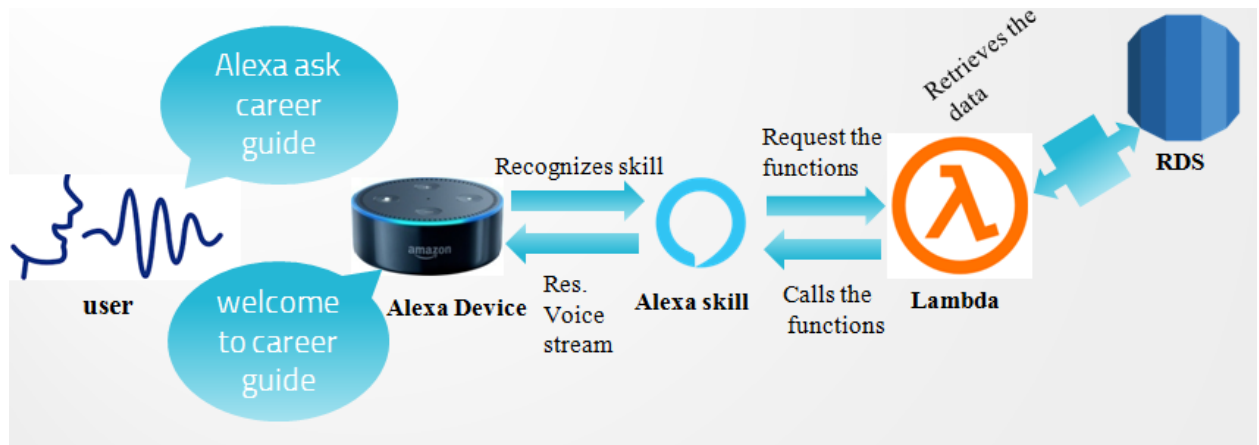 Alexa ask
career
guide
welcome
to career
guide
user
amazon
Alexa Device
Recognizes skill
Res.
Voice
stream
Alexa skill
Request the
functions
Calls the
functions
Lambda
Retrieves the
data
RDS